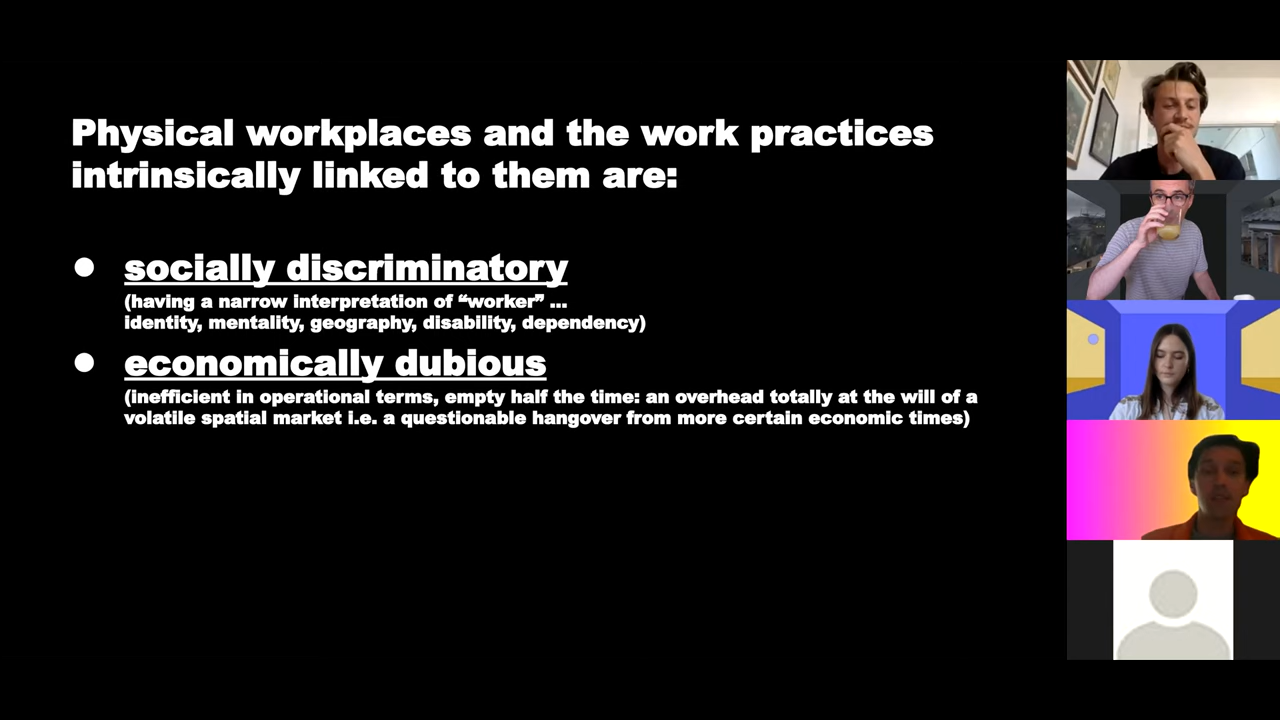 Physical workplaces and the work practices
intrinsically linked to them are:
● socially discriminatory
(having a narrow interpretation of “worker” ...
identity, mentality, geography, disability, dependency)
● economically dubious
(inefficient in operational terms, empty half the time: an overhead totally at the will of a
volatile spatial market i.e. a questionable hangover from more certain economic times)